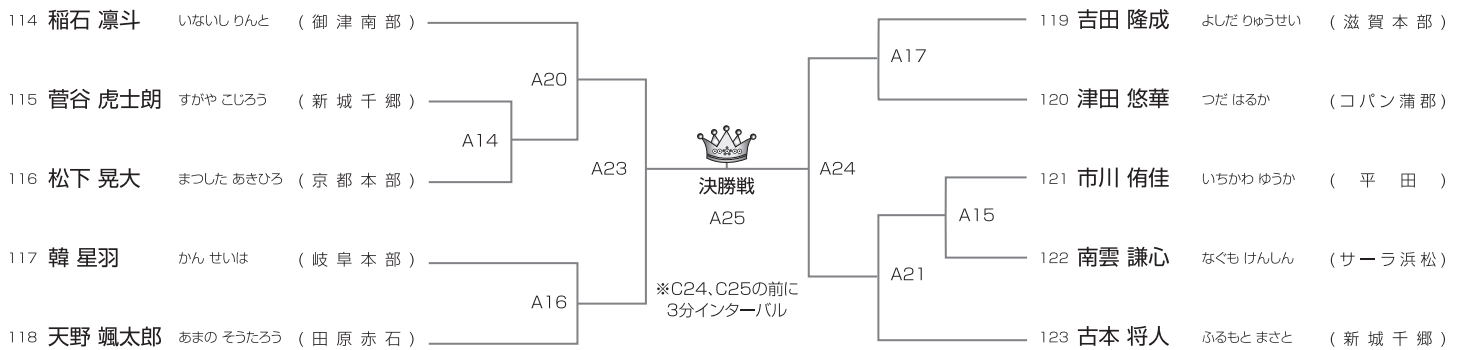 114 稲石 凛斗 いないし りんと (御津南部)
115 菅谷 虎士朗 すがや こじろう (新城千郷)
116 松下 晃大 まつした あきひろ (京都本部)
117 韓 星羽 かん せいは (岐阜本部)
118 天野 颯太郎 あまの そうたろう (田原赤石)
A20
A14
A23
A16
決勝戦
A25
※C24、C25の前に
3分インターバル
A17
A24
A15
A21
119 吉田 隆成 よしだ りゅうせい (滋賀本部)
120 津田 悠華 つだ はるか (コパン蒲郡)
121 市川 侑佳 いちかわ ゆうか (平田)
122 南雲 謙心 なぐも けんしん (サーラ浜松)
123 古本 将人 ふるもと まさと (新城千郷)